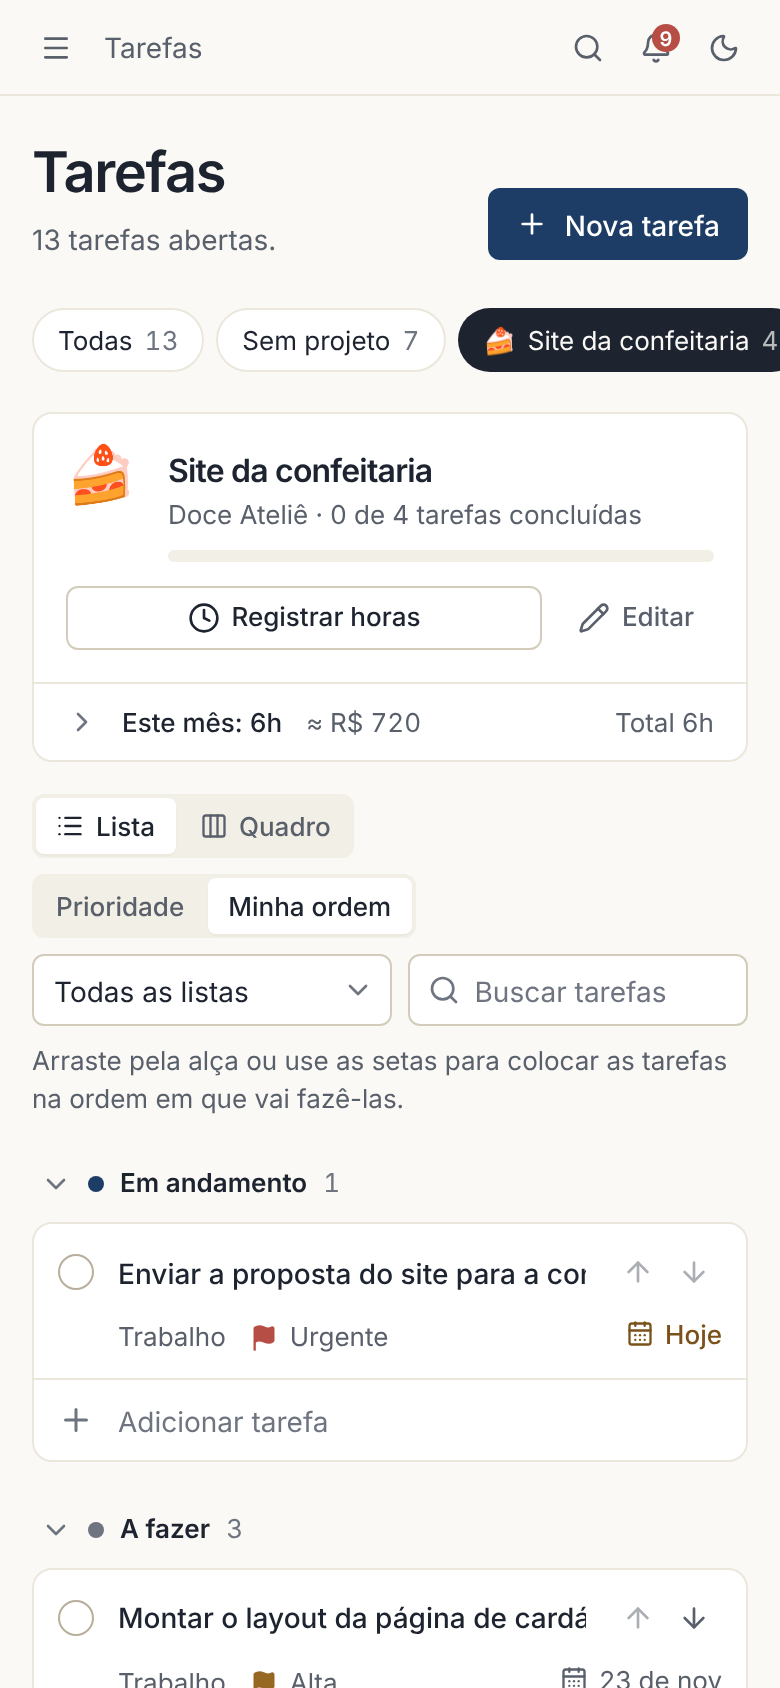 Tarefas
9
Tarefas
13 tarefas abertas.
Nova tarefa
Todas 13
Sem projeto 7
Site da confeitaria 4
Site da confeitaria
Doce Ateliê · 0 de 4 tarefas concluídas
Registrar horas
Editar
Este mês: 6h ≈ R$ 720
Total 6h
Lista
Quadro
Prioridade
Minha ordem
Todas as listas
Buscar tarefas
Arraste pela alça ou use as setas para colocar as tarefas
na ordem em que vai fazê-las.
Em andamento 1
Enviar a proposta do site para a
Trabalho Urgente
Hoje
Adicionar tarefa
A fazer 3
Montar o layout da página de
Trabalho Alta
23 de nov